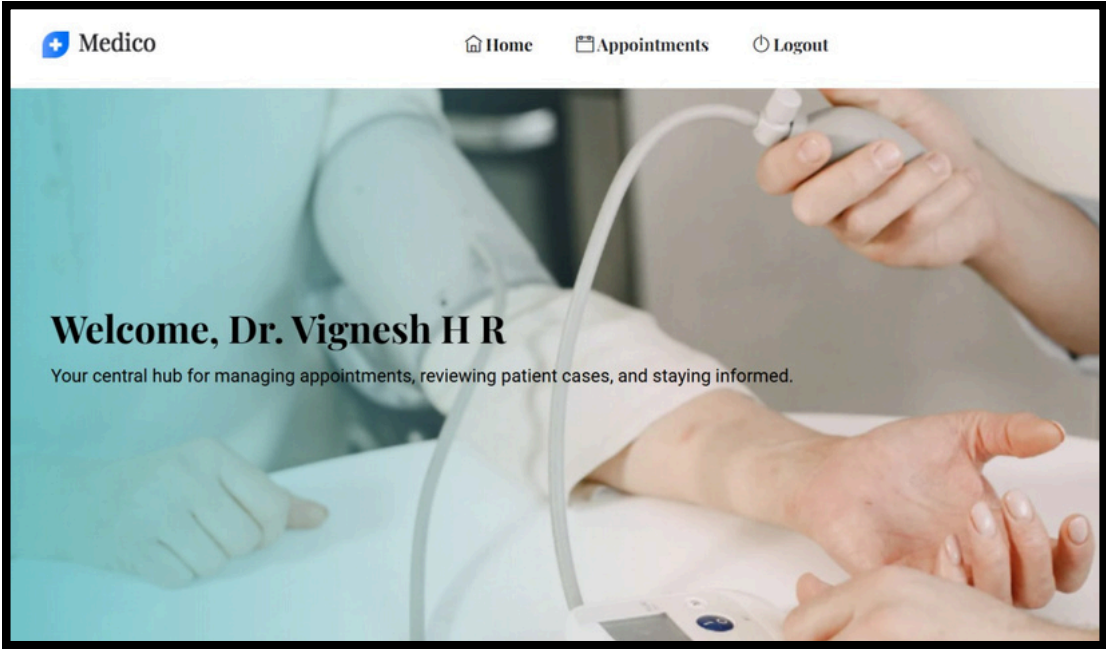 Medico
Home Appointments Logout
Welcome, Dr. Vignesh H R
Your central hub for managing appointments, reviewing patient cases, and staying informed.